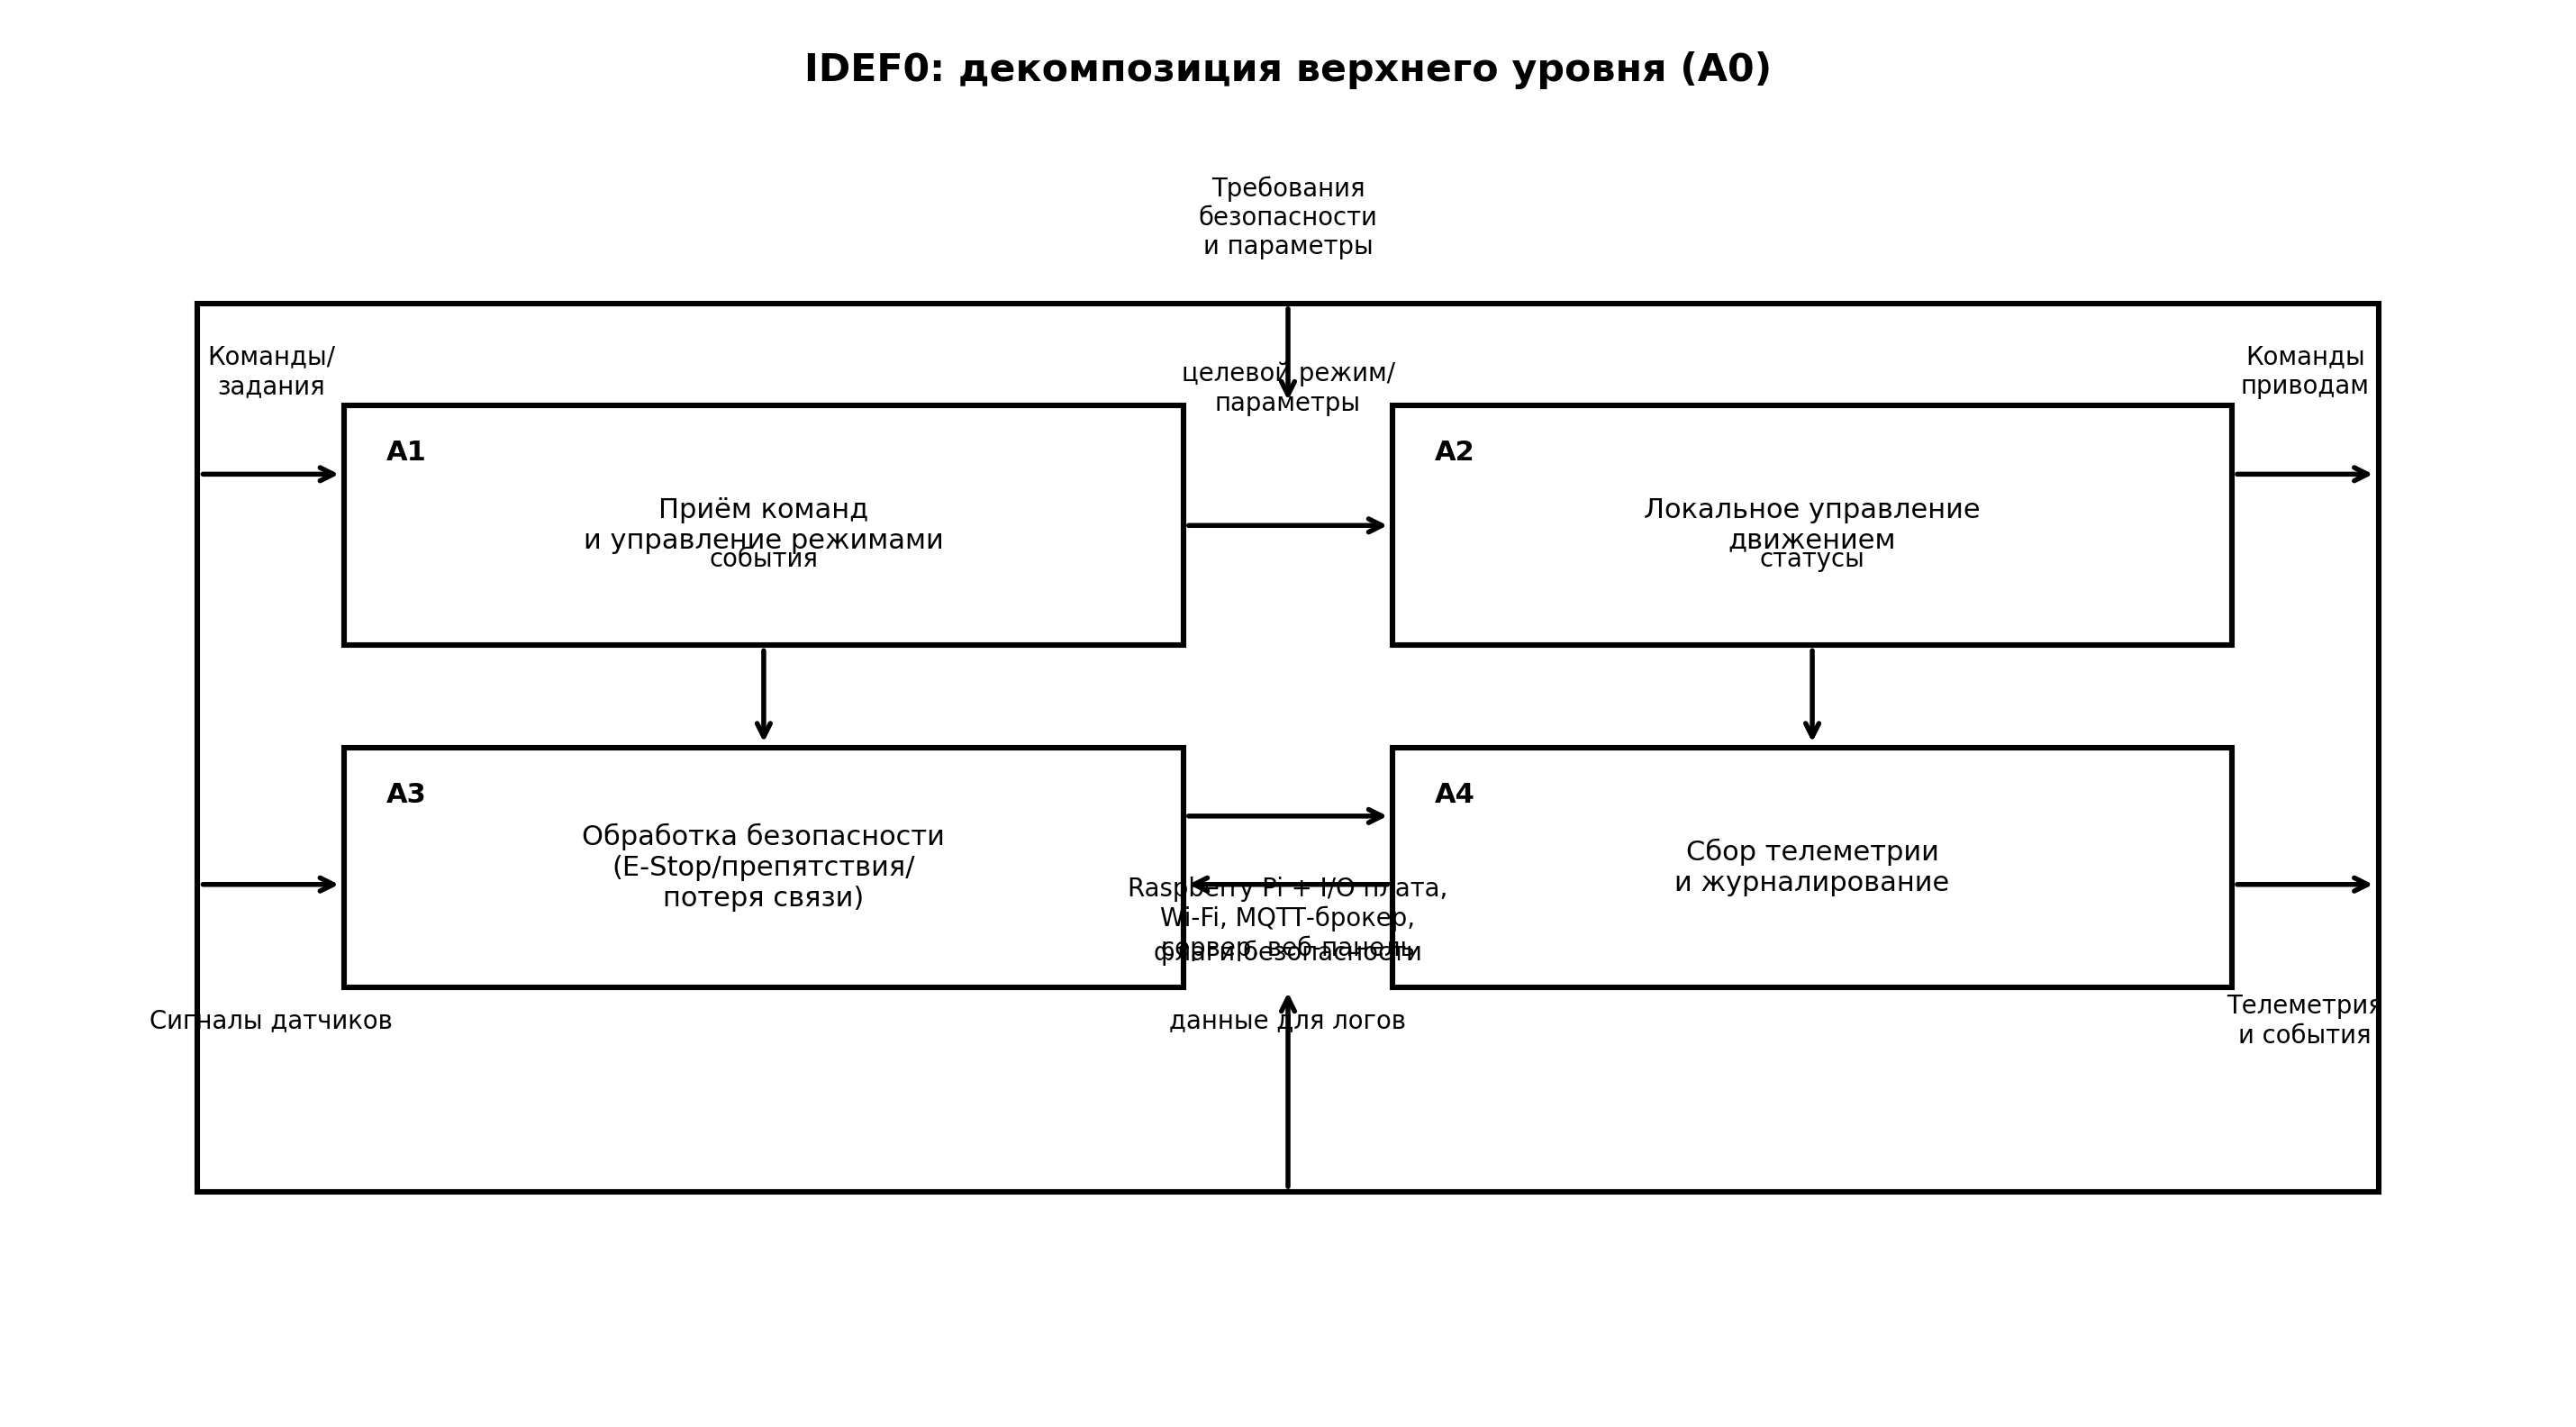 IDEF0: декомпозиция верхнего уровня (A0)
Требования
безопасности
и параметры
Команды/
задания
целевой режим/
параметры
Команды
приводам
A1
Приём команд
и управление режимами
события
A2
Локальное управление
движением
статусы
A3
Обработка безопасности
(E-Stop/препятствия/
потеря связи)
Raspberry Pi + I/O плата,
Wi-Fi, MQTT-брокер,
сервер, веб-панель
флаги безопасности
A4
Сбор телеметрии
и журналирование
Сигналы датчиков
данные для логов
Телеметрия
и события